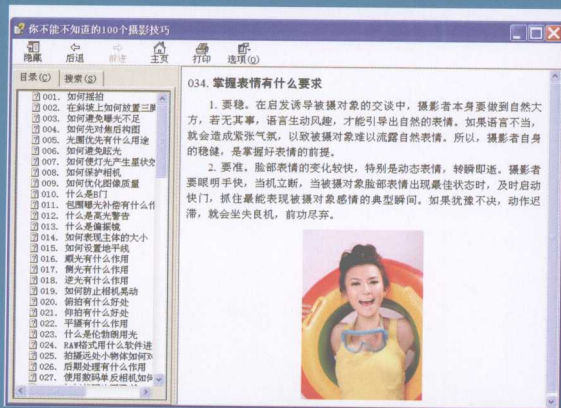 你不能不知道的100个摄影技巧
隐藏 后退 前进 主页 打印 选项(O)
目录(C) 搜索(S)
001. 如何摇拍
002. 在斜坡上如何放置三脚
003. 如何避免曝光不足
004. 如何先对焦后构图
005. 光圈优先有什么用途
006. 如何避免眩光
007. 如何使灯光产生星状效
008. 如何保护相机
009. 如何优化图像质量
010. 什么是B门
011. 包围曝光补偿有什么作
012. 什么是高光警告
013. 什么是偏振镜
014. 如何表现主体的大小
015. 如何设置地平线
016. 顺光有什么作用
017. 侧光有什么作用
018. 逆光有什么作用
019. 如何防止相机晃动
020. 俯拍有什么好处
021. 仰拍有什么好处
022. 平摄有什么作用
023. 什么是伦勃朗用光
024. RAW格式用什么软件进
025. 拍摄远处小物体如何对
026. 后期处理有什么作用
027. 使用数码单反相机如何
034. 掌握表情有什么要求
1. 要稳。在启发诱导被摄对象的交谈中，摄影者本身要做到自然大
方，若无其事，语言生动风趣，才能引导出自然的表情。如果语言不当，
就会造成紧张气氛，以致被摄对象难以流露自然表情。所以，摄影者自身
的稳健，是掌握好表情的前提。
2. 要准。脸部表情的变化较快，特别是动态表情，转瞬即逝。摄影者
要眼明手快，当机立断，当被摄对象脸部表情出现最佳状态时，及时启动
快门，抓住最能表现被摄对象感情的典型瞬间。如果犹豫不决，动作迟
滞，就会坐失良机，前功尽弃。